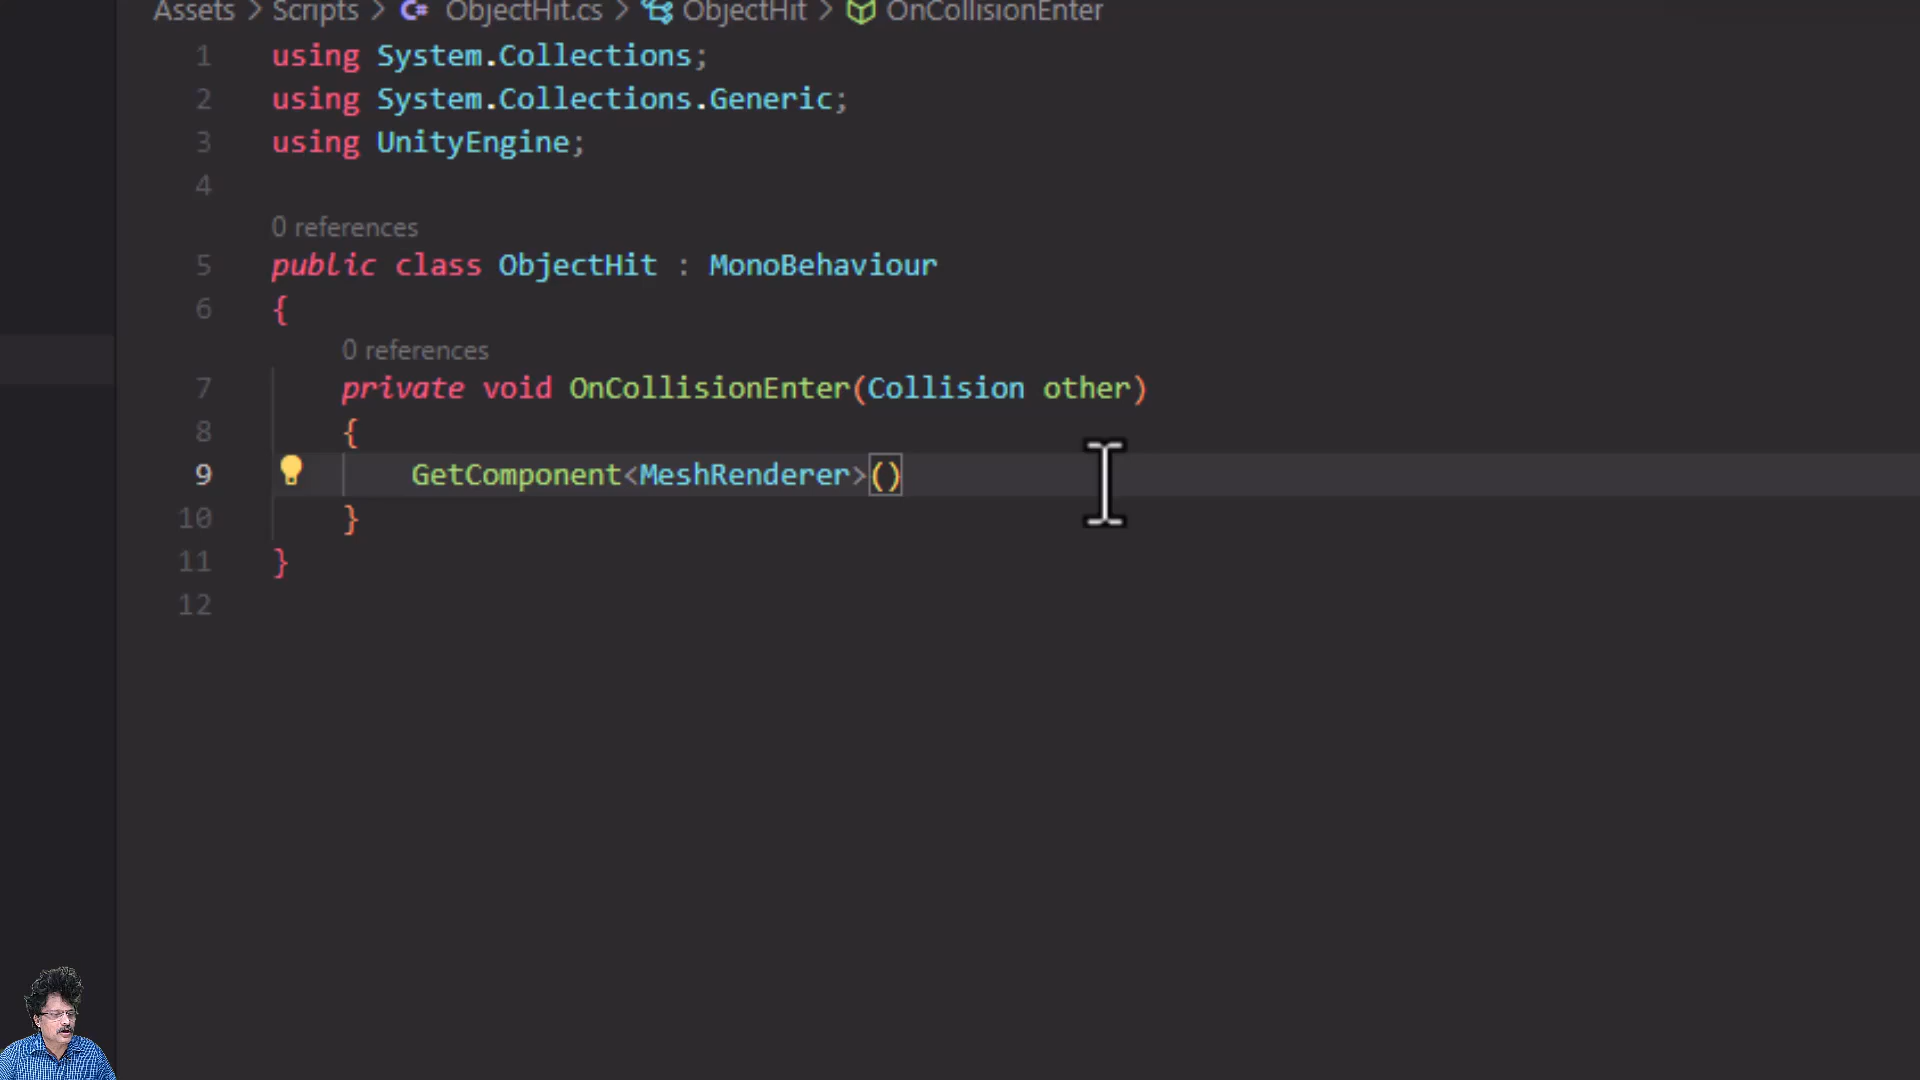 Assets > Scripts > C# ObjectHit.cs > ObjectHit > OnCollisionEnter
1 using System.Collections;
2 using System.Collections.Generic;
3 using UnityEngine;
4
0 references
5 public class ObjectHit : MonoBehaviour
6 {
0 references
7 private void OnCollisionEnter(Collision other)
8 {
9 GetComponent<MeshRenderer>()
10 }
11 }
12